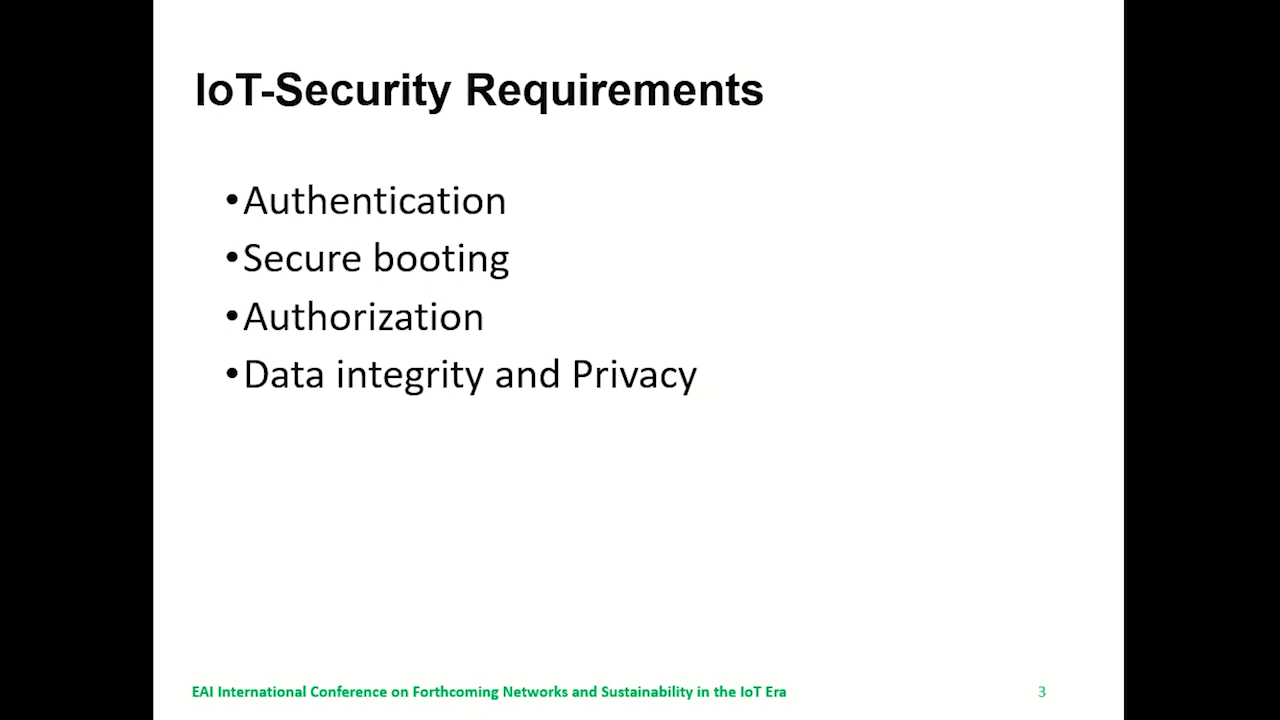 IoT-Security Requirements
•Authentication
•Secure booting
•Authorization
•Data integrity and Privacy
EAI International Conference on Forthcoming Networks and Sustainability in the IoT Era 3